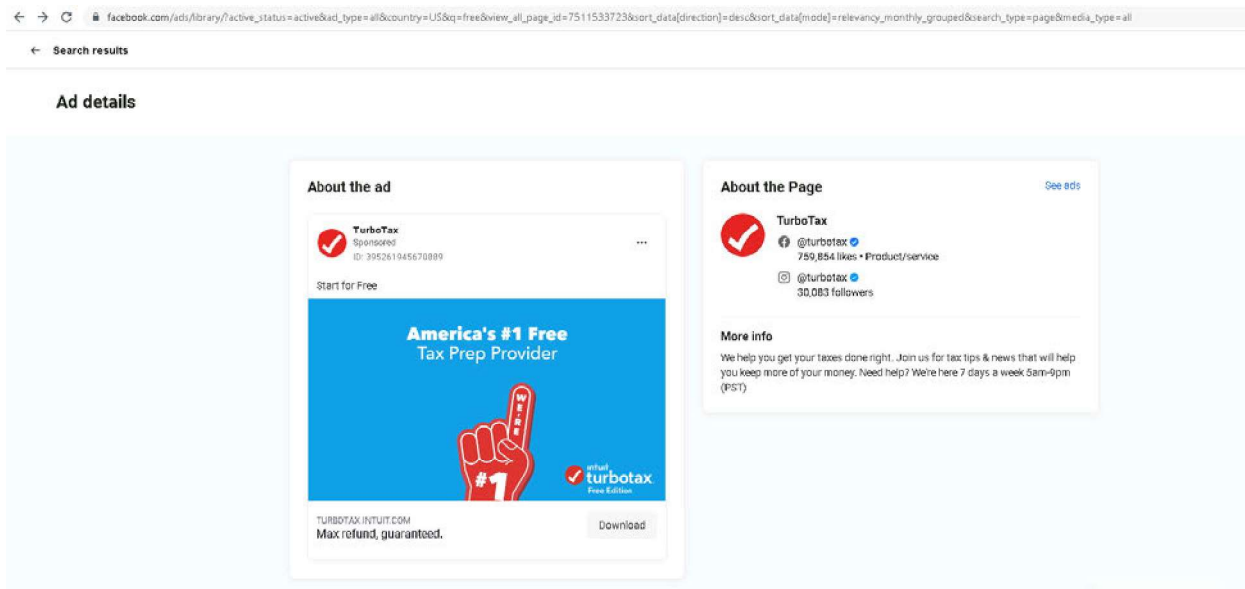 facebook.com/ads/library/?active_status=active&ad_type=all&country=US&q=free&view_all_page_id=7511533723&sort_data[direction]=desc&sort_data[mode]=relevancy_monthly_grouped&search_type=page&media_type=all
Search results
Ad details
About the ad
TurboTax
Sponsored
ID: 395261945670889
Start for Free
America's #1 Free
Tax Prep Provider
WE'RE
#1
intuit
turbotax
Free Edition
TURBOTAX.INTUIT.COM
Max refund, guaranteed.
Download
About the Page
See ads
TurboTax
@turbotax
759,854 likes • Product/service
@turbotax
30,083 followers
More info
We help you get your taxes done right. Join us for tax tips & news that will help
you keep more of your money. Need help? We're here 7 days a week 5am-9pm
(PST)